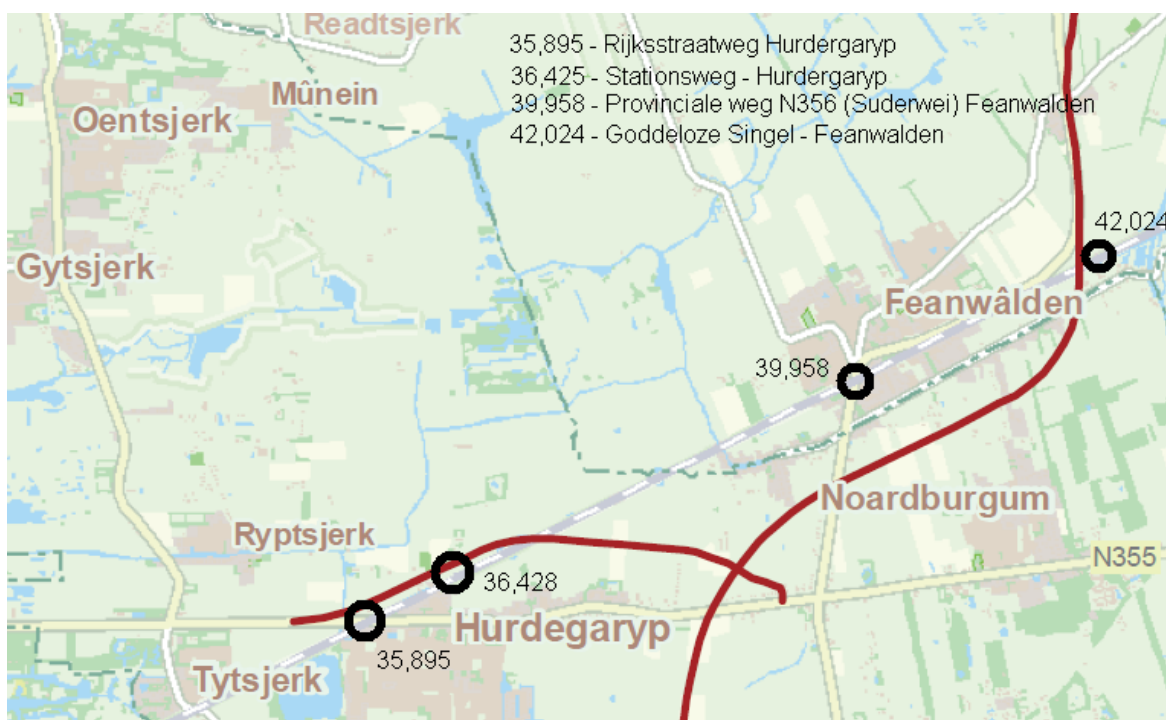 Readtsjerk
35,895 - Rijksstraatweg Hurdergaryp
36,425 - Stationsweg - Hurdergaryp
Mûnein
39,958 - Provinciale weg N356 (Suderwei) Feanwalden
Oentsjerk
42,024 - Goddeloze Singel - Feanwalden
42,024
Gytsjerk
Feanwâlden
39,958
Noardburgum
Ryptsjerk
N355
36,428
Hurdegaryp
35,895
Tytsjerk